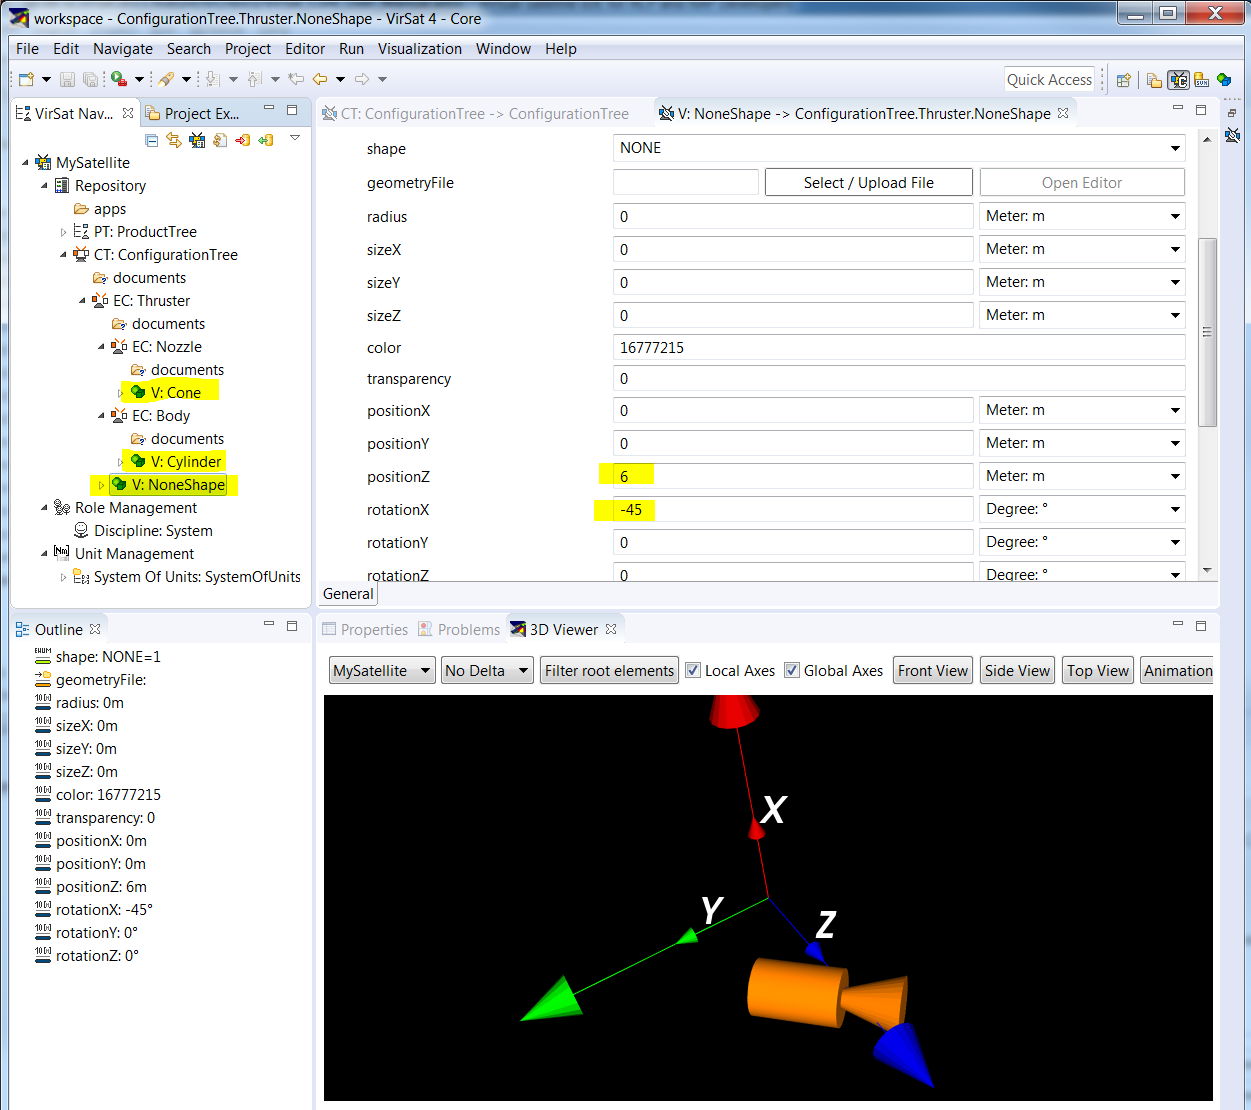 workspace - ConfigurationTree.Thruster.NoneShape - VirSat 4 - Core
File Edit Navigate Search Project Editor Run Visualization Window Help
Quick Access
VirSat Nav... Project Ex...
MySatellite
Repository
apps
PT: ProductTree
CT: ConfigurationTree
documents
EC: Thruster
documents
EC: Nozzle
documents
V: Cone
EC: Body
documents
V: Cylinder
V: NoneShape
Role Management
Discipline: System
Unit Management
System Of Units: SystemOfUnits
CT: ConfigurationTree -> ConfigurationTree V: NoneShape -> ConfigurationTree.Thruster.NoneShape
shape NONE
geometryFile Select / Upload File Open Editor
radius 0 Meter: m
sizeX 0 Meter: m
sizeY 0 Meter: m
sizeZ 0 Meter: m
color 16777215
transparency 0
positionX 0 Meter: m
positionY 0 Meter: m
positionZ 6 Meter: m
rotationX -45 Degree: °
rotationY 0 Degree: °
rotationZ 0 Degree: °
General
Outline
shape: NONE=1
geometryFile:
radius: 0m
sizeX: 0m
sizeY: 0m
sizeZ: 0m
color: 16777215
transparency: 0
positionX: 0m
positionY: 0m
positionZ: 6m
rotationX: -45°
rotationY: 0°
rotationZ: 0°
Properties Problems 3D Viewer
MySatellite No Delta Filter root elements Local Axes Global Axes Front View Side View Top View Animation
X
Y
Z